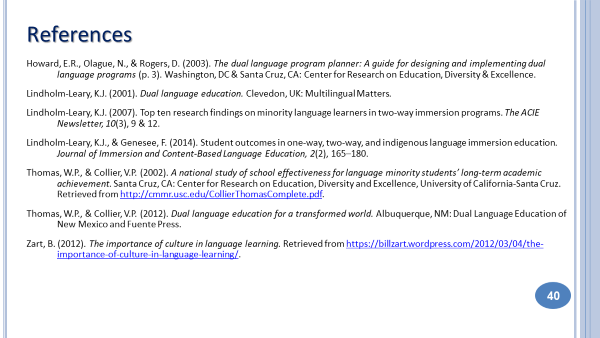 References
Howard, E.R., Olague, N., & Rogers, D. (2003). The dual language program planner: A guide for designing and implementing dual
language programs (p. 3). Washington, DC & Santa Cruz, CA: Center for Research on Education, Diversity & Excellence.
Lindholm-Leary, K.J. (2001). Dual language education. Clevedon, UK: Multilingual Matters.
Lindholm-Leary, K.J. (2007). Top ten research findings on minority language learners in two-way immersion programs. The ACIE
Newsletter, 10(3), 9 & 12.
Lindholm-Leary, K.J., & Genesee, F. (2014). Student outcomes in one-way, two-way, and indigenous language immersion education.
Journal of Immersion and Content-Based Language Education, 2(2), 165–180.
Thomas, W.P., & Collier, V.P. (2002). A national study of school effectiveness for language minority students' long-term academic
achievement. Santa Cruz, CA: Center for Research on Education, Diversity and Excellence, University of California-Santa Cruz.
Retrieved from http://cmmr.usc.edu/CollierThomasComplete.pdf.
Thomas, W.P., & Collier, V.P. (2012). Dual language education for a transformed world. Albuquerque, NM: Dual Language Education of
New Mexico and Fuente Press.
Zart, B. (2012). The importance of culture in language learning. Retrieved from https://billzart.wordpress.com/2012/03/04/the-
importance-of-culture-in-language-learning/.
40